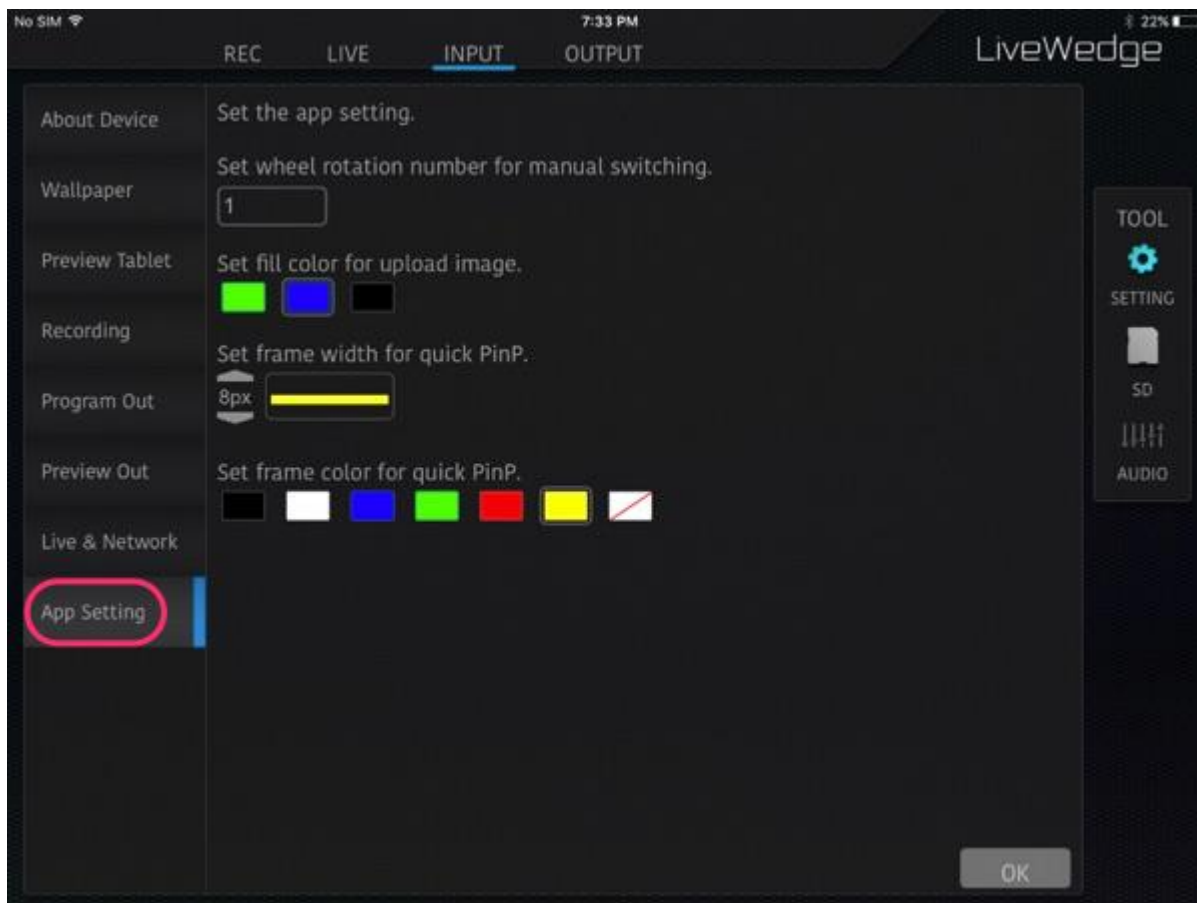 No SIM
7:33 PM
22%
REC
LIVE
INPUT
OUTPUT
LiveWedge
About Device
Wallpaper
Preview Tablet
Recording
Program Out
Preview Out
Live & Network
App Setting
Set the app setting.
Set wheel rotation number for manual switching.
1
Set fill color for upload image.
Set frame width for quick PinP.
8px
Set frame color for quick PinP.
TOOL
SETTING
SD
AUDIO
OK